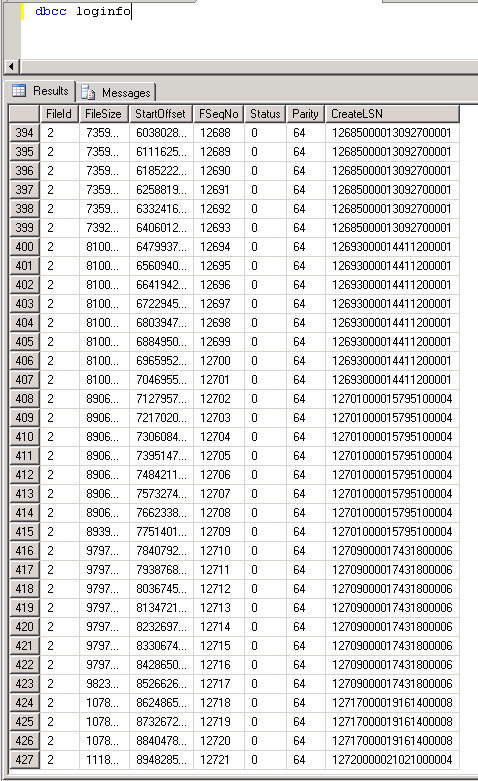 dbcc loginfo
Results Messages
FileId FileSize StartOffset FSeqNo Status Parity CreateLSN
394 2 7359... 6038028... 12688 0 64 12685000013092700001
395 2 7359... 6111625... 12689 0 64 12685000013092700001
396 2 7359... 6185222... 12690 0 64 12685000013092700001
397 2 7359... 6258819... 12691 0 64 12685000013092700001
398 2 7359... 6332416... 12692 0 64 12685000013092700001
399 2 7392... 6406012... 12693 0 64 12685000013092700001
400 2 8100... 6479937... 12694 0 64 12693000014411200001
401 2 8100... 6560940... 12695 0 64 12693000014411200001
402 2 8100... 6641942... 12696 0 64 12693000014411200001
403 2 8100... 6722945... 12697 0 64 12693000014411200001
404 2 8100... 6803947... 12698 0 64 12693000014411200001
405 2 8100... 6884950... 12699 0 64 12693000014411200001
406 2 8100... 6965952... 12700 0 64 12693000014411200001
407 2 8100... 7046955... 12701 0 64 12693000014411200001
408 2 8906... 7127957... 12702 0 64 12701000015795100004
409 2 8906... 7217020... 12703 0 64 12701000015795100004
410 2 8906... 7306084... 12704 0 64 12701000015795100004
411 2 8906... 7395147... 12705 0 64 12701000015795100004
412 2 8906... 7484211... 12706 0 64 12701000015795100004
413 2 8906... 7573274... 12707 0 64 12701000015795100004
414 2 8906... 7662338... 12708 0 64 12701000015795100004
415 2 8939... 7751401... 12709 0 64 12701000015795100004
416 2 9797... 7840792... 12710 0 64 12709000017431800006
417 2 9797... 7938768... 12711 0 64 12709000017431800006
418 2 9797... 8036745... 12712 0 64 12709000017431800006
419 2 9797... 8134721... 12713 0 64 12709000017431800006
420 2 9797... 8232697... 12714 0 64 12709000017431800006
421 2 9797... 8330674... 12715 0 64 12709000017431800006
422 2 9797... 8428650... 12716 0 64 12709000017431800006
423 2 9823... 8526626... 12717 0 64 12709000017431800006
424 2 1078... 8624865... 12718 0 64 12717000019161400008
425 2 1078... 8732672... 12719 0 64 12717000019161400008
426 2 1078... 8840478... 12720 0 64 12717000019161400008
427 2 1118... 8948285... 12721 0 64 12720000021021000004